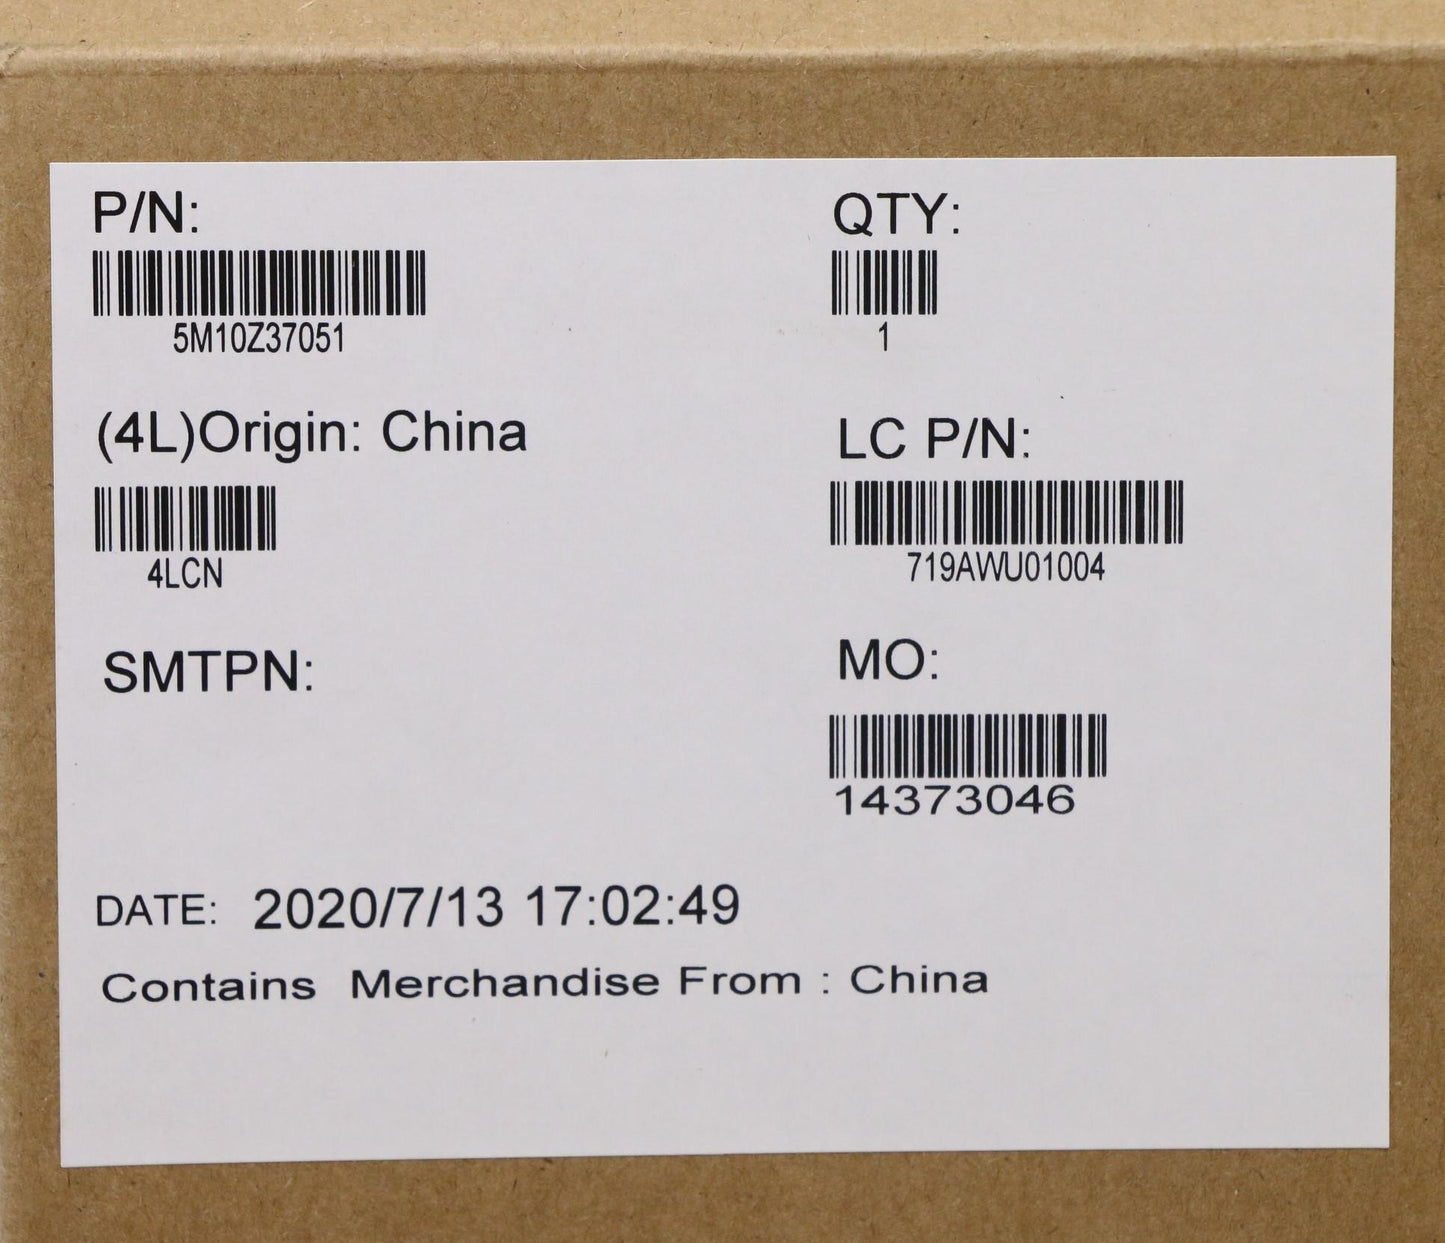 P/N:
5M10Z37051
QTY:
1
(4L)Origin: China
4LCN
LC P/N:
719AWU01004
SMTPN:
MO:
14373046
DATE: 2020/7/13 17:02:49
Contains Merchandise From : China